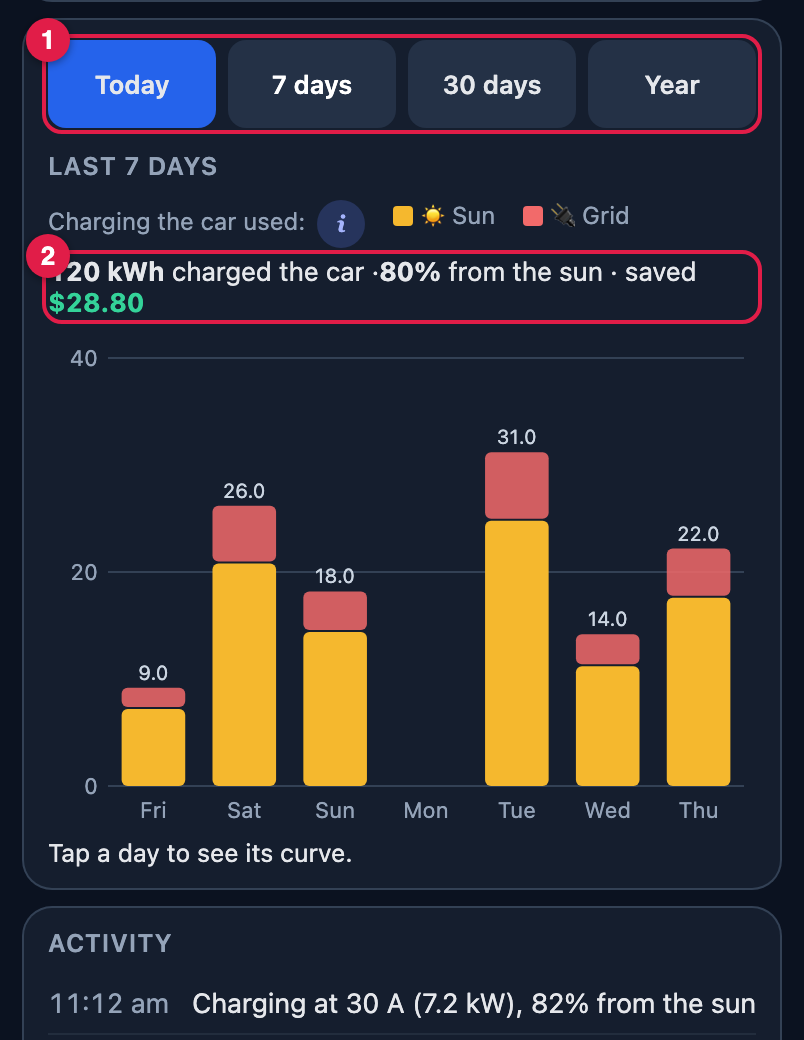 1
Today 7 days 30 days Year
LAST 7 DAYS
Charging the car used: i Sun Grid
2
20 kWh charged the car ·80% from the sun · saved
$28.80
40
31.0
26.0
22.0
20
18.0
14.0
9.0
0
Fri Sat Sun Mon Tue Wed Thu
Tap a day to see its curve.
ACTIVITY
11:12 am Charging at 30 A (7.2 kW), 82% from the sun